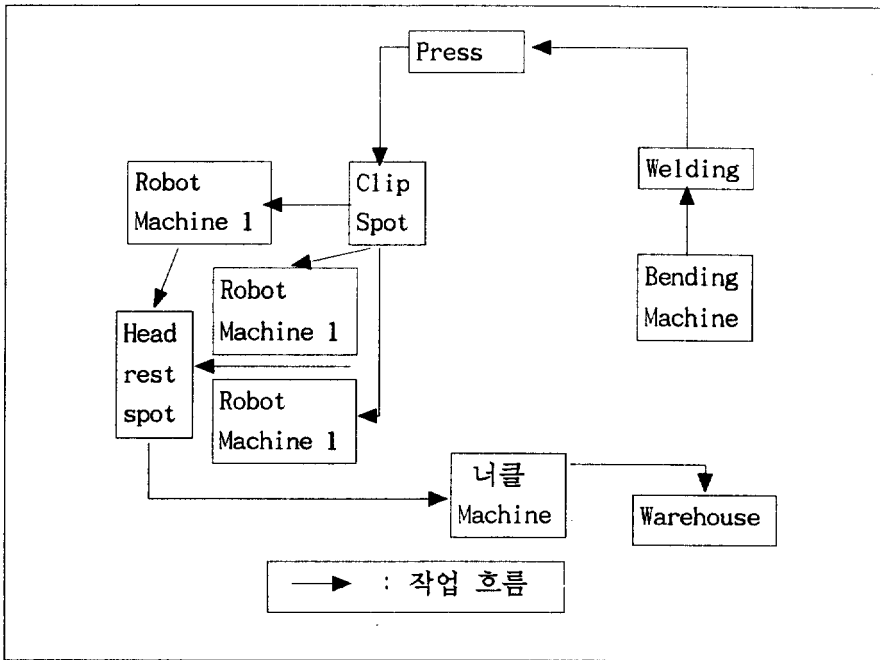 Press
Welding
Robot
Machine 1
Clip
Spot
Bending
Machine
Robot
Machine 1
Head
rest
spot
Robot
Machine 1
너클
Machine
Warehouse
: 작업 흐름